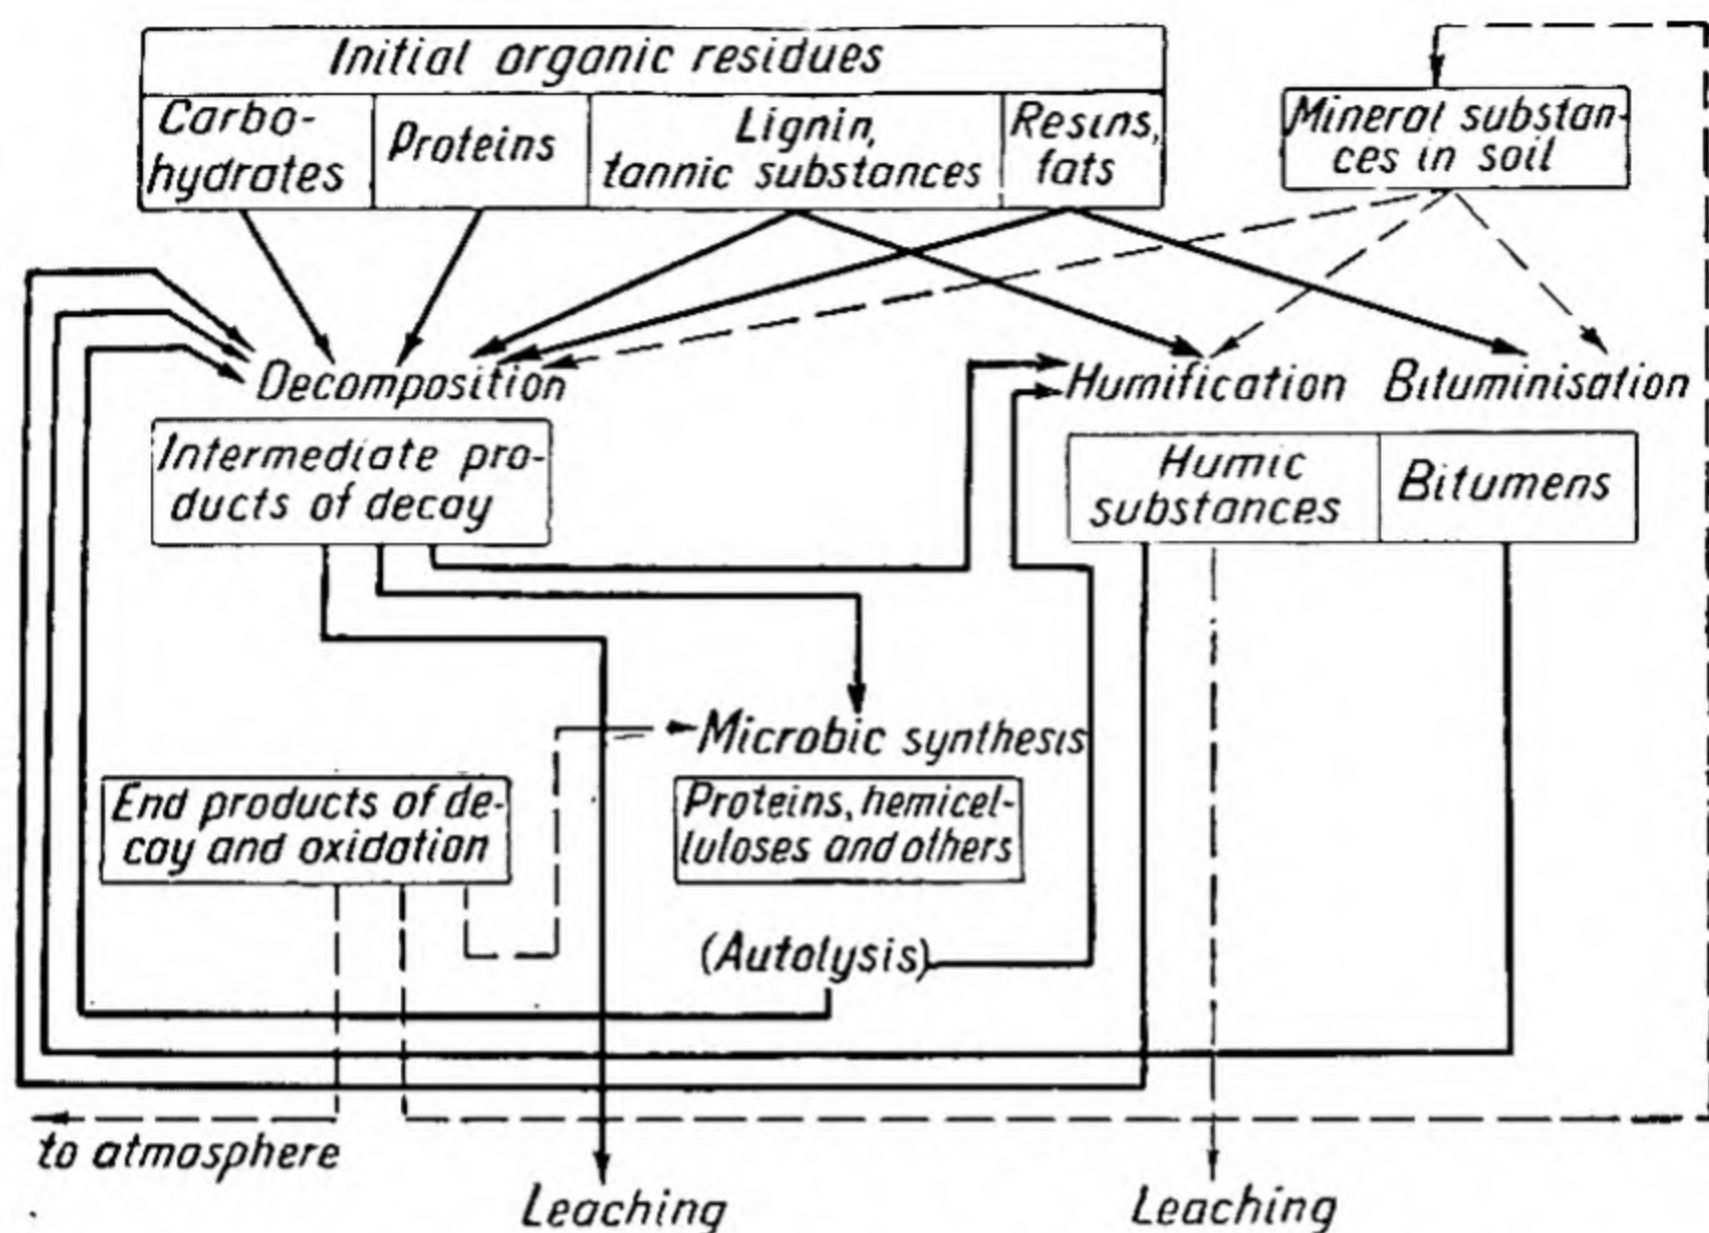 Initial organic residues
Carbo-
hydrates
Proteins
Lignin,
tannic substances
Resins,
fats
Mineral substan-
ces in soil
Decomposition
Humification
Bituminisation
Intermediate pro-
ducts of decay
Humic
substances
Bitumens
Microbic synthesis
End products of de-
cay and oxidation
Proteins, hemicel-
luloses and others
(Autolysis)
to atmosphere
Leaching
Leaching